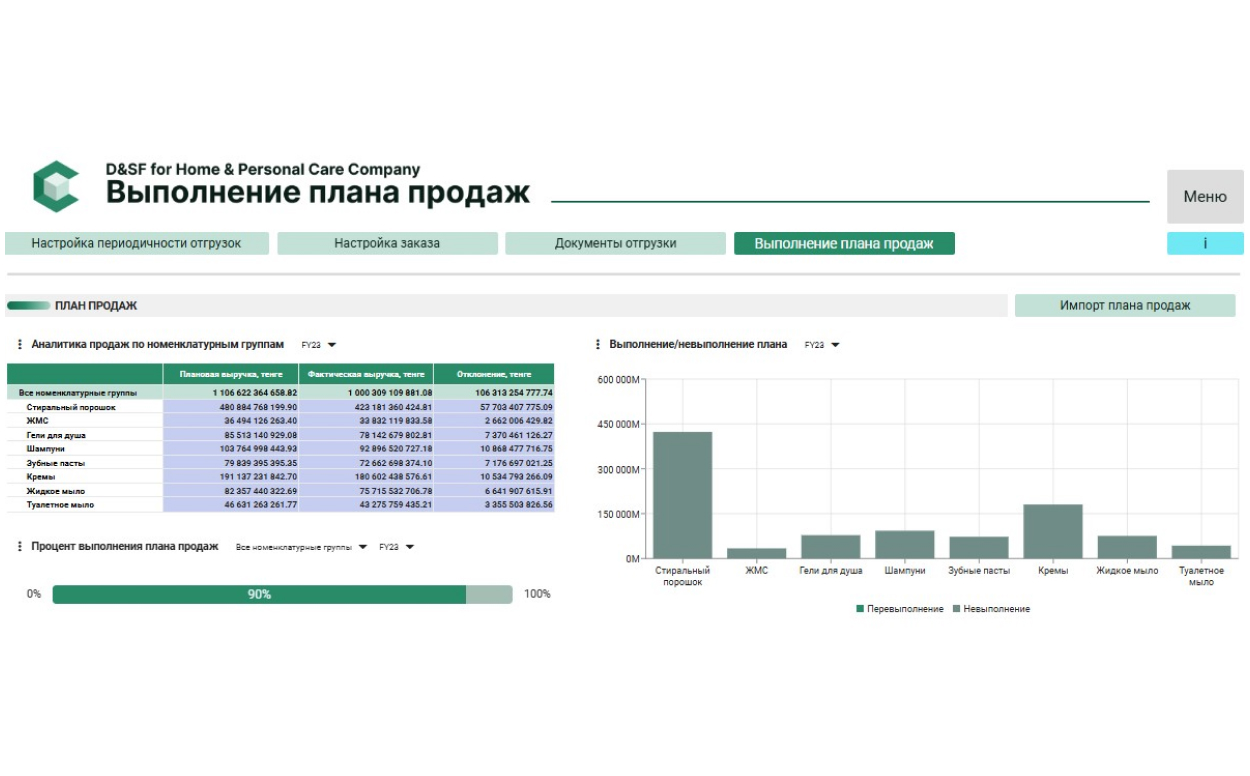 D&SF for Home & Personal Care Company
Выполнение плана продаж
Меню
Настройка периодичности отгрузок Настройка заказа Документы отгрузки Выполнение плана продаж i
ПЛАН ПРОДАЖ Импорт плана продаж
Аналитика продаж по номенклатурным группам FY23
Плановая выручка, тенге Фактическая выручка, тенге Отклонение, тенге
Все номенклатурные группы 1 106 622 364 658.82 1 000 309 109 881.08 106 313 254 777.74
Стиральный порошок 480 884 768 199.90 423 181 360 424.81 57 703 407 775.09
ЖМС 36 494 126 263.40 33 832 119 833.58 2 662 006 429.82
Гели для душа 85 513 140 929.08 78 142 679 802.81 7 370 461 126.27
Шампуни 103 764 998 443.93 92 896 520 727.18 10 868 477 716.75
Зубные пасты 79 839 395 395.35 72 662 698 374.10 7 176 697 021.25
Кремы 191 137 231 842.70 180 602 438 576.61 10 534 793 266.09
Жидкое мыло 82 357 440 322.69 75 715 532 706.78 6 641 907 615.91
Туалетное мыло 46 631 263 261.77 43 275 759 435.21 3 355 503 826.56
Процент выполнения плана продаж Все номенклатурные группы FY23
0% 90% 100%
Выполнение/невыполнение плана FY23
600 000M
450 000M
300 000M
150 000M
0M
Стиральный порошок ЖМС Гели для душа Шампуни Зубные пасты Кремы Жидкое мыло Туалетное мыло
Перевыполнение Невыполнение